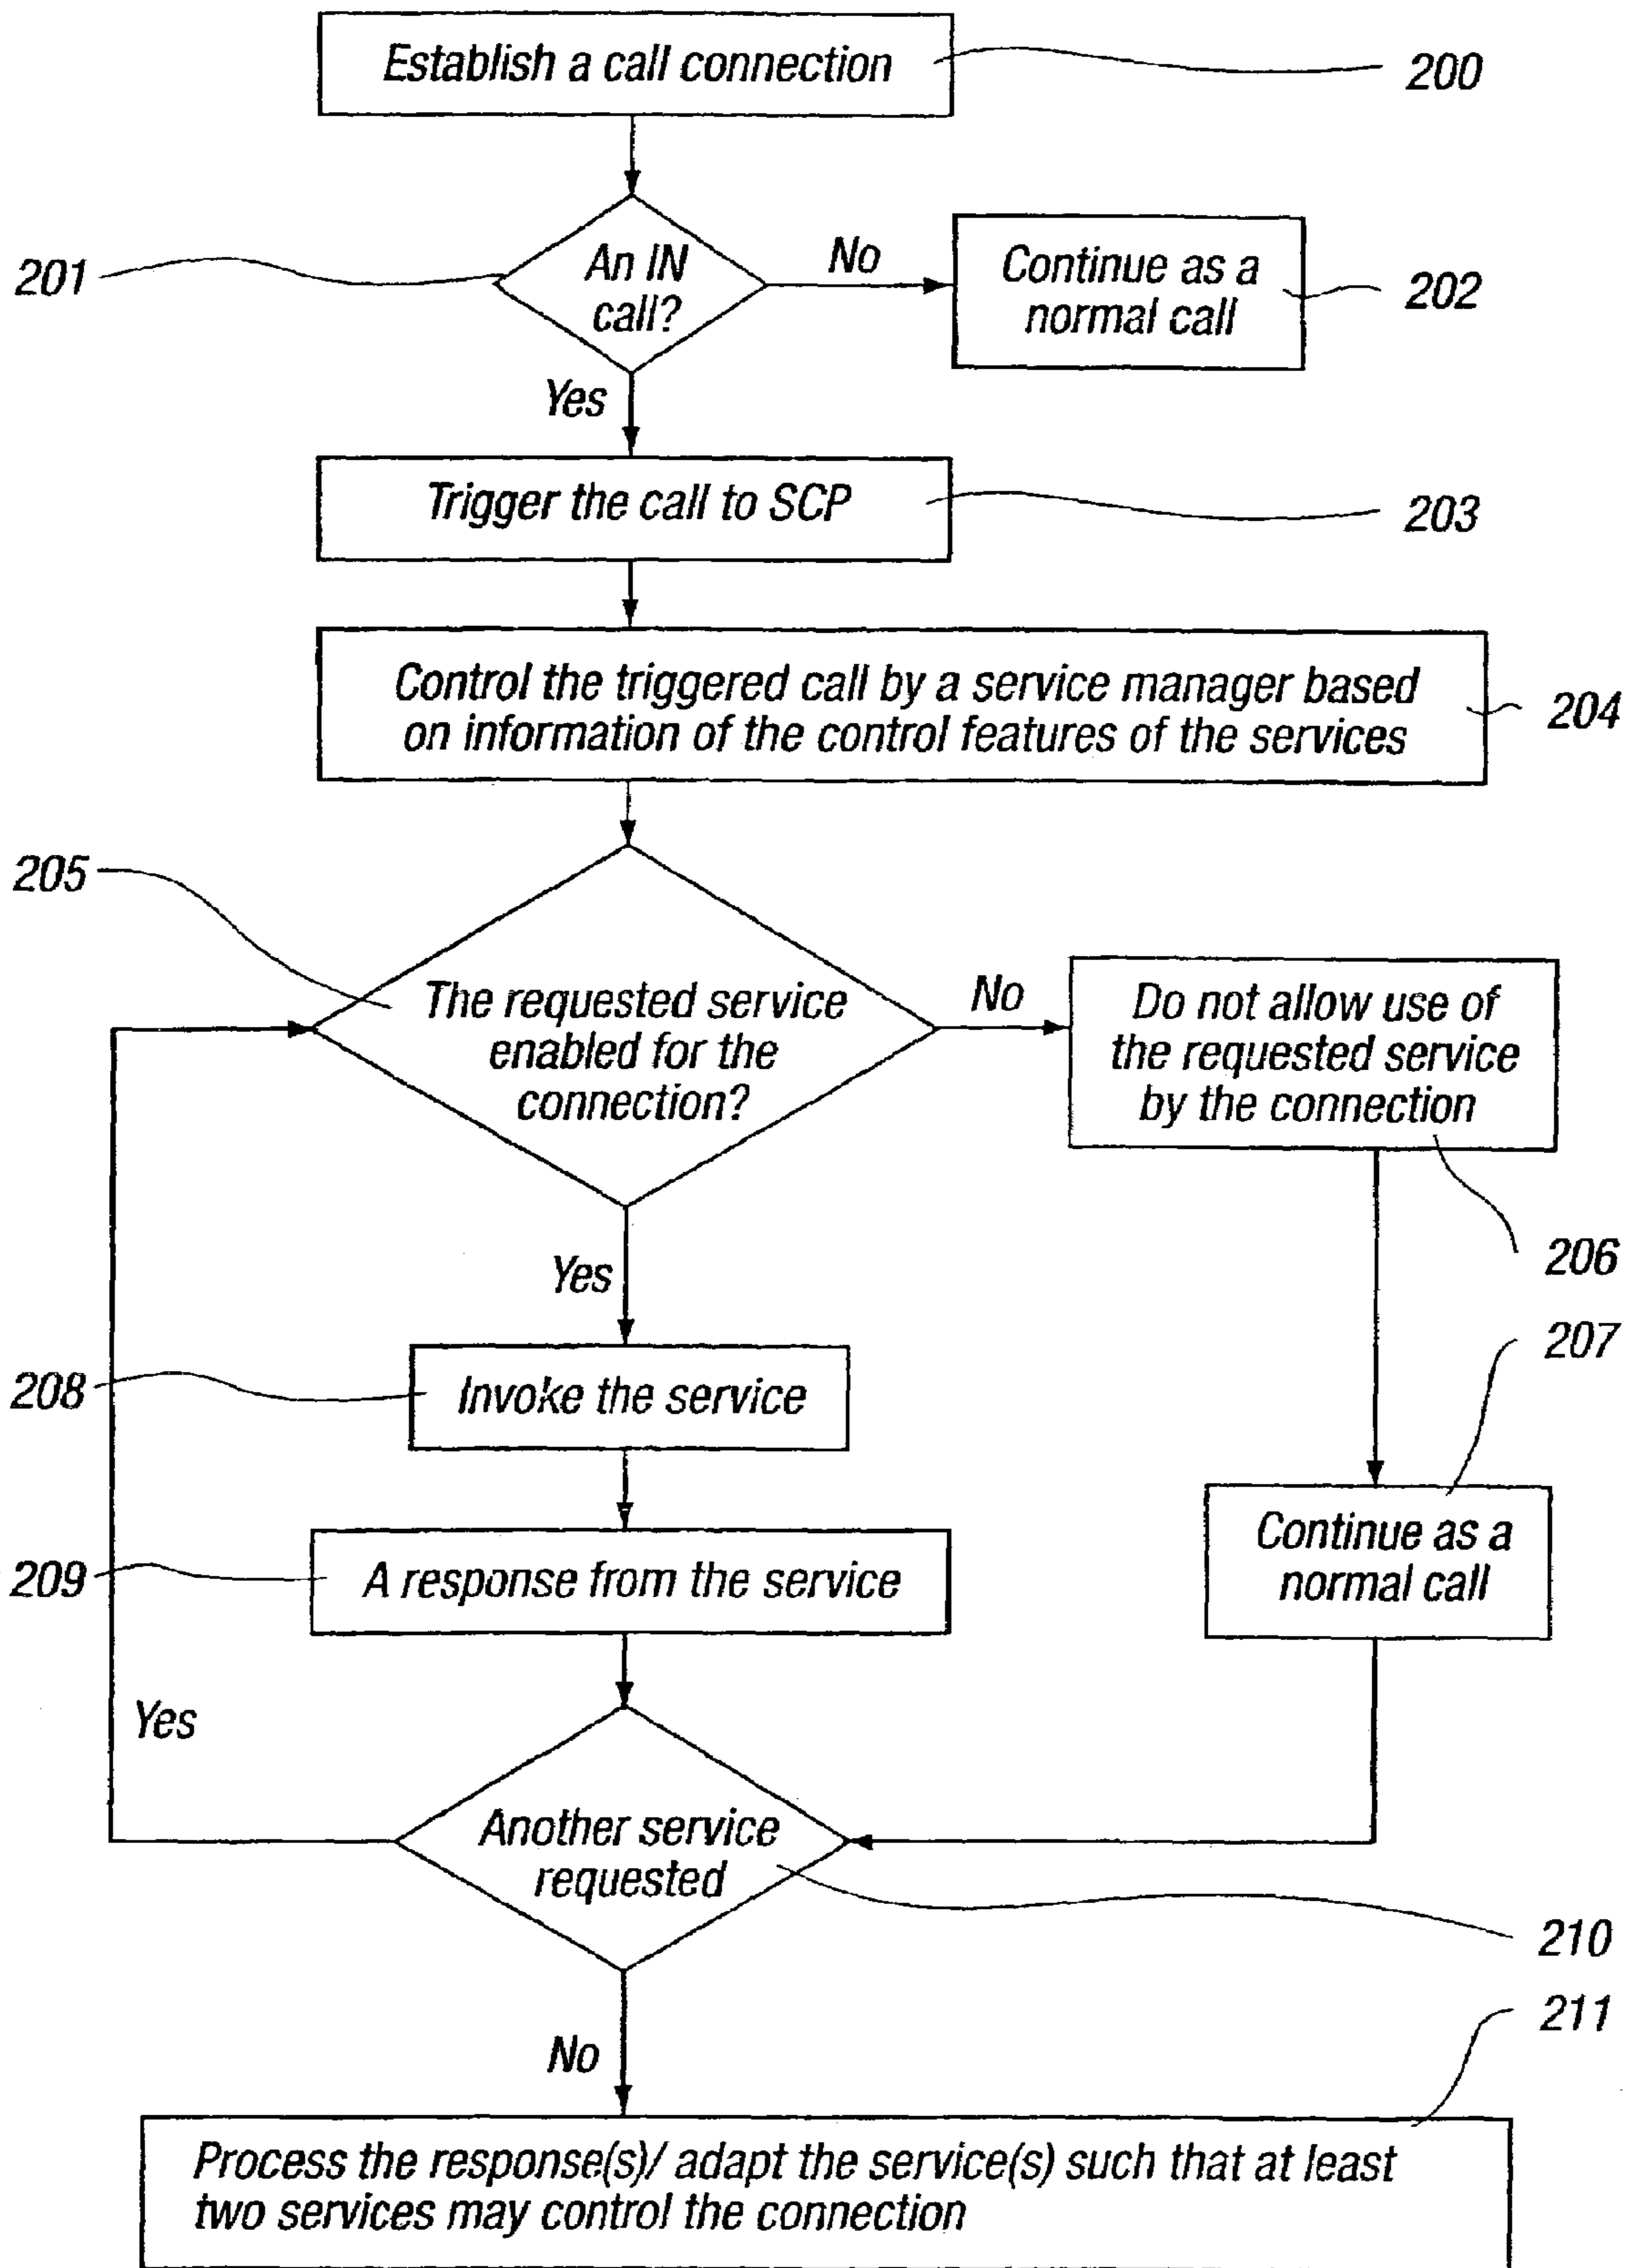 Establish a call connection
200
201
An IN
call?
No
Continue as a
normal call
202
Yes
Trigger the call to SCP
203
Control the triggered call by a service manager based
on information of the control features of the services
204
205
The requested service
enabled for the
connection?
No
Do not allow use of
the requested service
by the connection
206
Yes
207
208
Invoke the service
Continue as a
normal call
209
A response from the service
Yes
Another service
requested
210
211
No
Process the response(s)/ adapt the service(s) such that at least
two services may control the connection